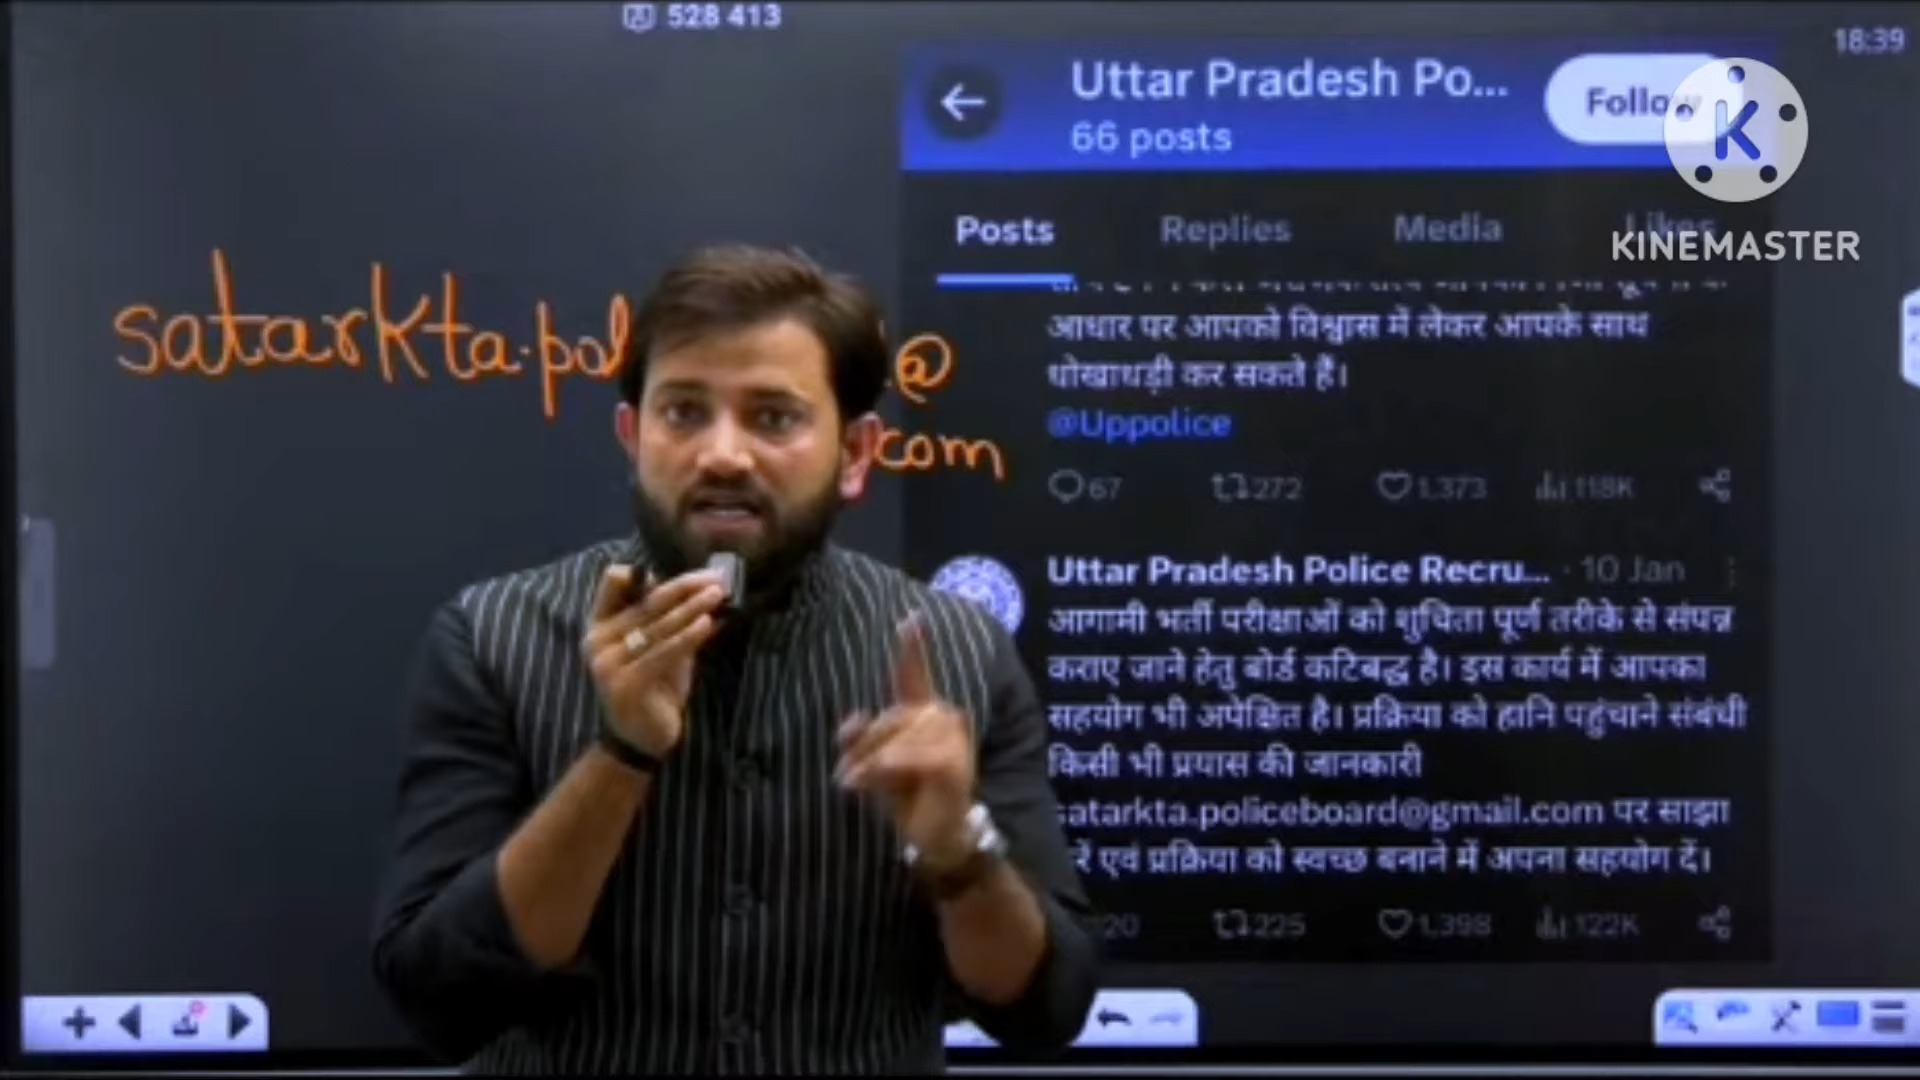 528 413
18:39
Uttar Pradesh Po...
66 posts
Follow
KINEMASTER
Posts
Replies
Media
Likes
satarkta.pol
@
com
आधार पर आपको विश्वास में लेकर आपके साथ
धोखाधड़ी कर सकते हैं।
@Uppolice
67
272
1,373
118K
Uttar Pradesh Police Recru... · 10 Jan
आगामी भर्ती परीक्षाओं को शुचिता पूर्ण तरीके से संपन्न
कराए जाने हेतु बोर्ड कटिबद्ध है। इस कार्य में आपका
सहयोग भी अपेक्षित है। प्रक्रिया को हानि पहुंचाने संबंधी
किसी भी प्रयास की जानकारी
satarkta.policeboard@gmail.com पर साझा
रें एवं प्रक्रिया को स्वच्छ बनाने में अपना सहयोग दें।
20
225
1,398
122K